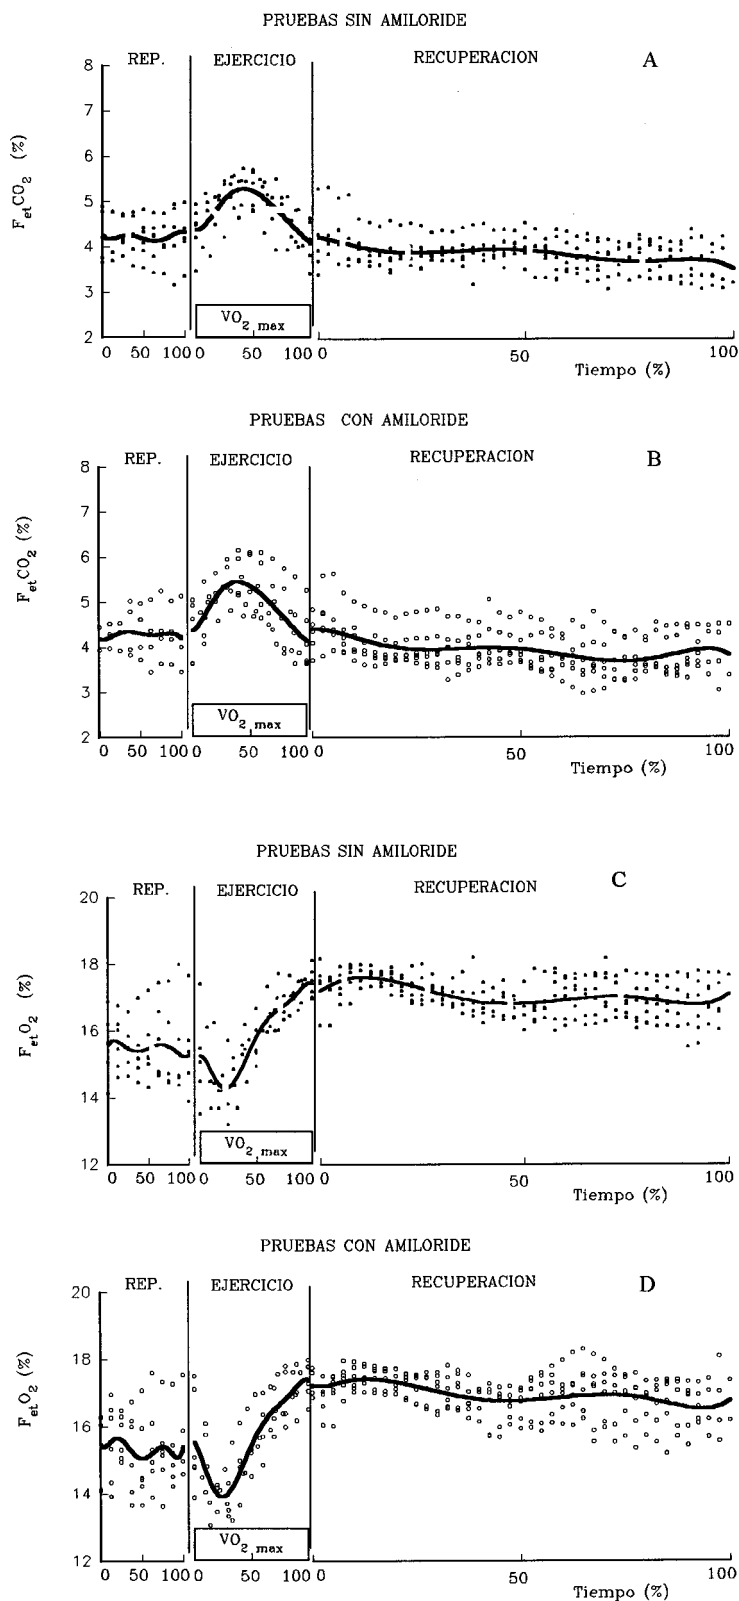 PRUEBAS SIN AMILORIDE
REP. EJERCICIO RECUPERACION A
F_et CO_2 (%)
8
7
6
5
4
3
2
VO_2 max
0 50 100 0 50 100 0 50 100
Tiempo (%)
PRUEBAS CON AMILORIDE
REP. EJERCICIO RECUPERACION B
F_et CO_2 (%)
8
7
6
5
4
3
2
VO_2 max
0 50 100 0 50 100 0 50 100
Tiempo (%)
PRUEBAS SIN AMILORIDE
REP. EJERCICIO RECUPERACION C
F_et O_2 (%)
20
18
16
14
12
VO_2 max
0 50 100 0 50 100 0 50 100
Tiempo (%)
PRUEBAS CON AMILORIDE
REP. EJERCICIO RECUPERACION D
F_et O_2 (%)
20
18
16
14
12
VO_2 max
0 50 100 0 50 100 0 50 100
Tiempo (%)